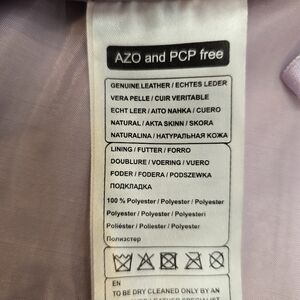 AZO and PCP free
GENUINE LEATHER / ECHTES LEDER
VERA PELLE / CUIR VERITABLE
ECHT LEER / AITO NAHKA / CUERO
NATURAL / AKTA SKINN / SKORA
NATURALINA / НАТУРАЛЬНАЯ КОЖА
LINING / FUTTER / FORRO
DOUBLURE / VOERING / VUERO
FODER / FODERA / PODSZEWKA
ПОДКЛАДКА
100 % Polyester / Polyester / Polyester
Polyester / Polyester / Polyesteri
Poliéster / Poliester / Polyester
Полиэстер
EN
TO BE DRY CLEANED ONLY BY AN
LEATHER SPECIALIST